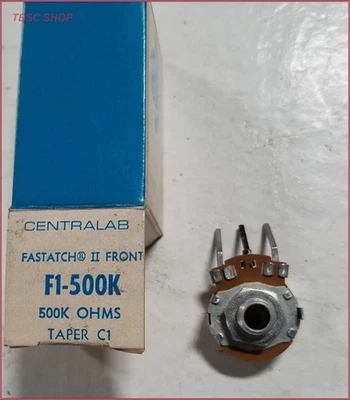 TESC SHOP
CENTRALAB
FASTATCH® II FRONT
F1-500K
500K OHMS
TAPER C1